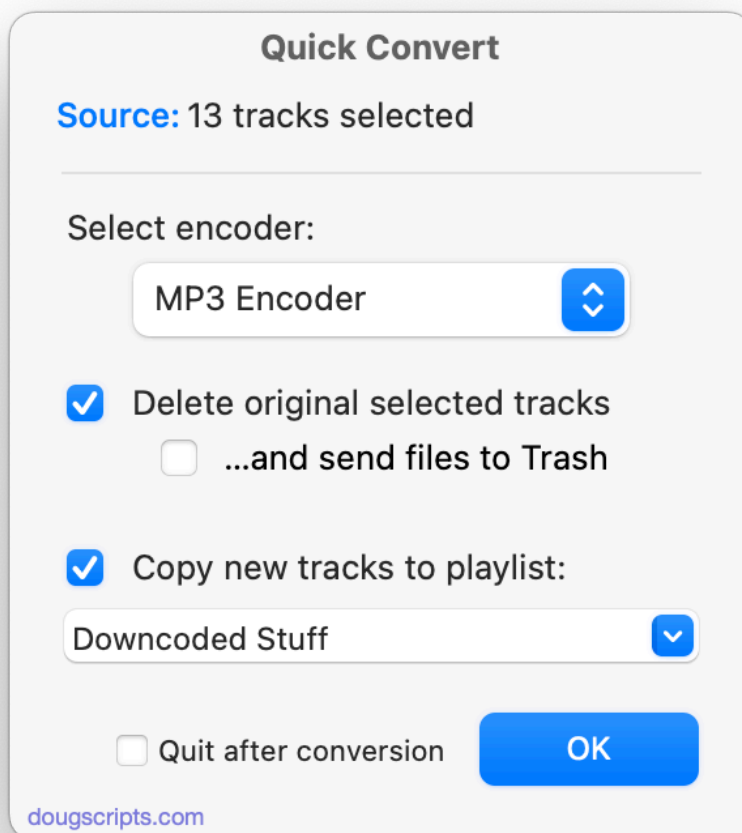 Quick Convert
Source: 13 tracks selected
Select encoder:
MP3 Encoder
Delete original selected tracks
...and send files to Trash
Copy new tracks to playlist:
Downcoded Stuff
Quit after conversion OK
dougscripts.com